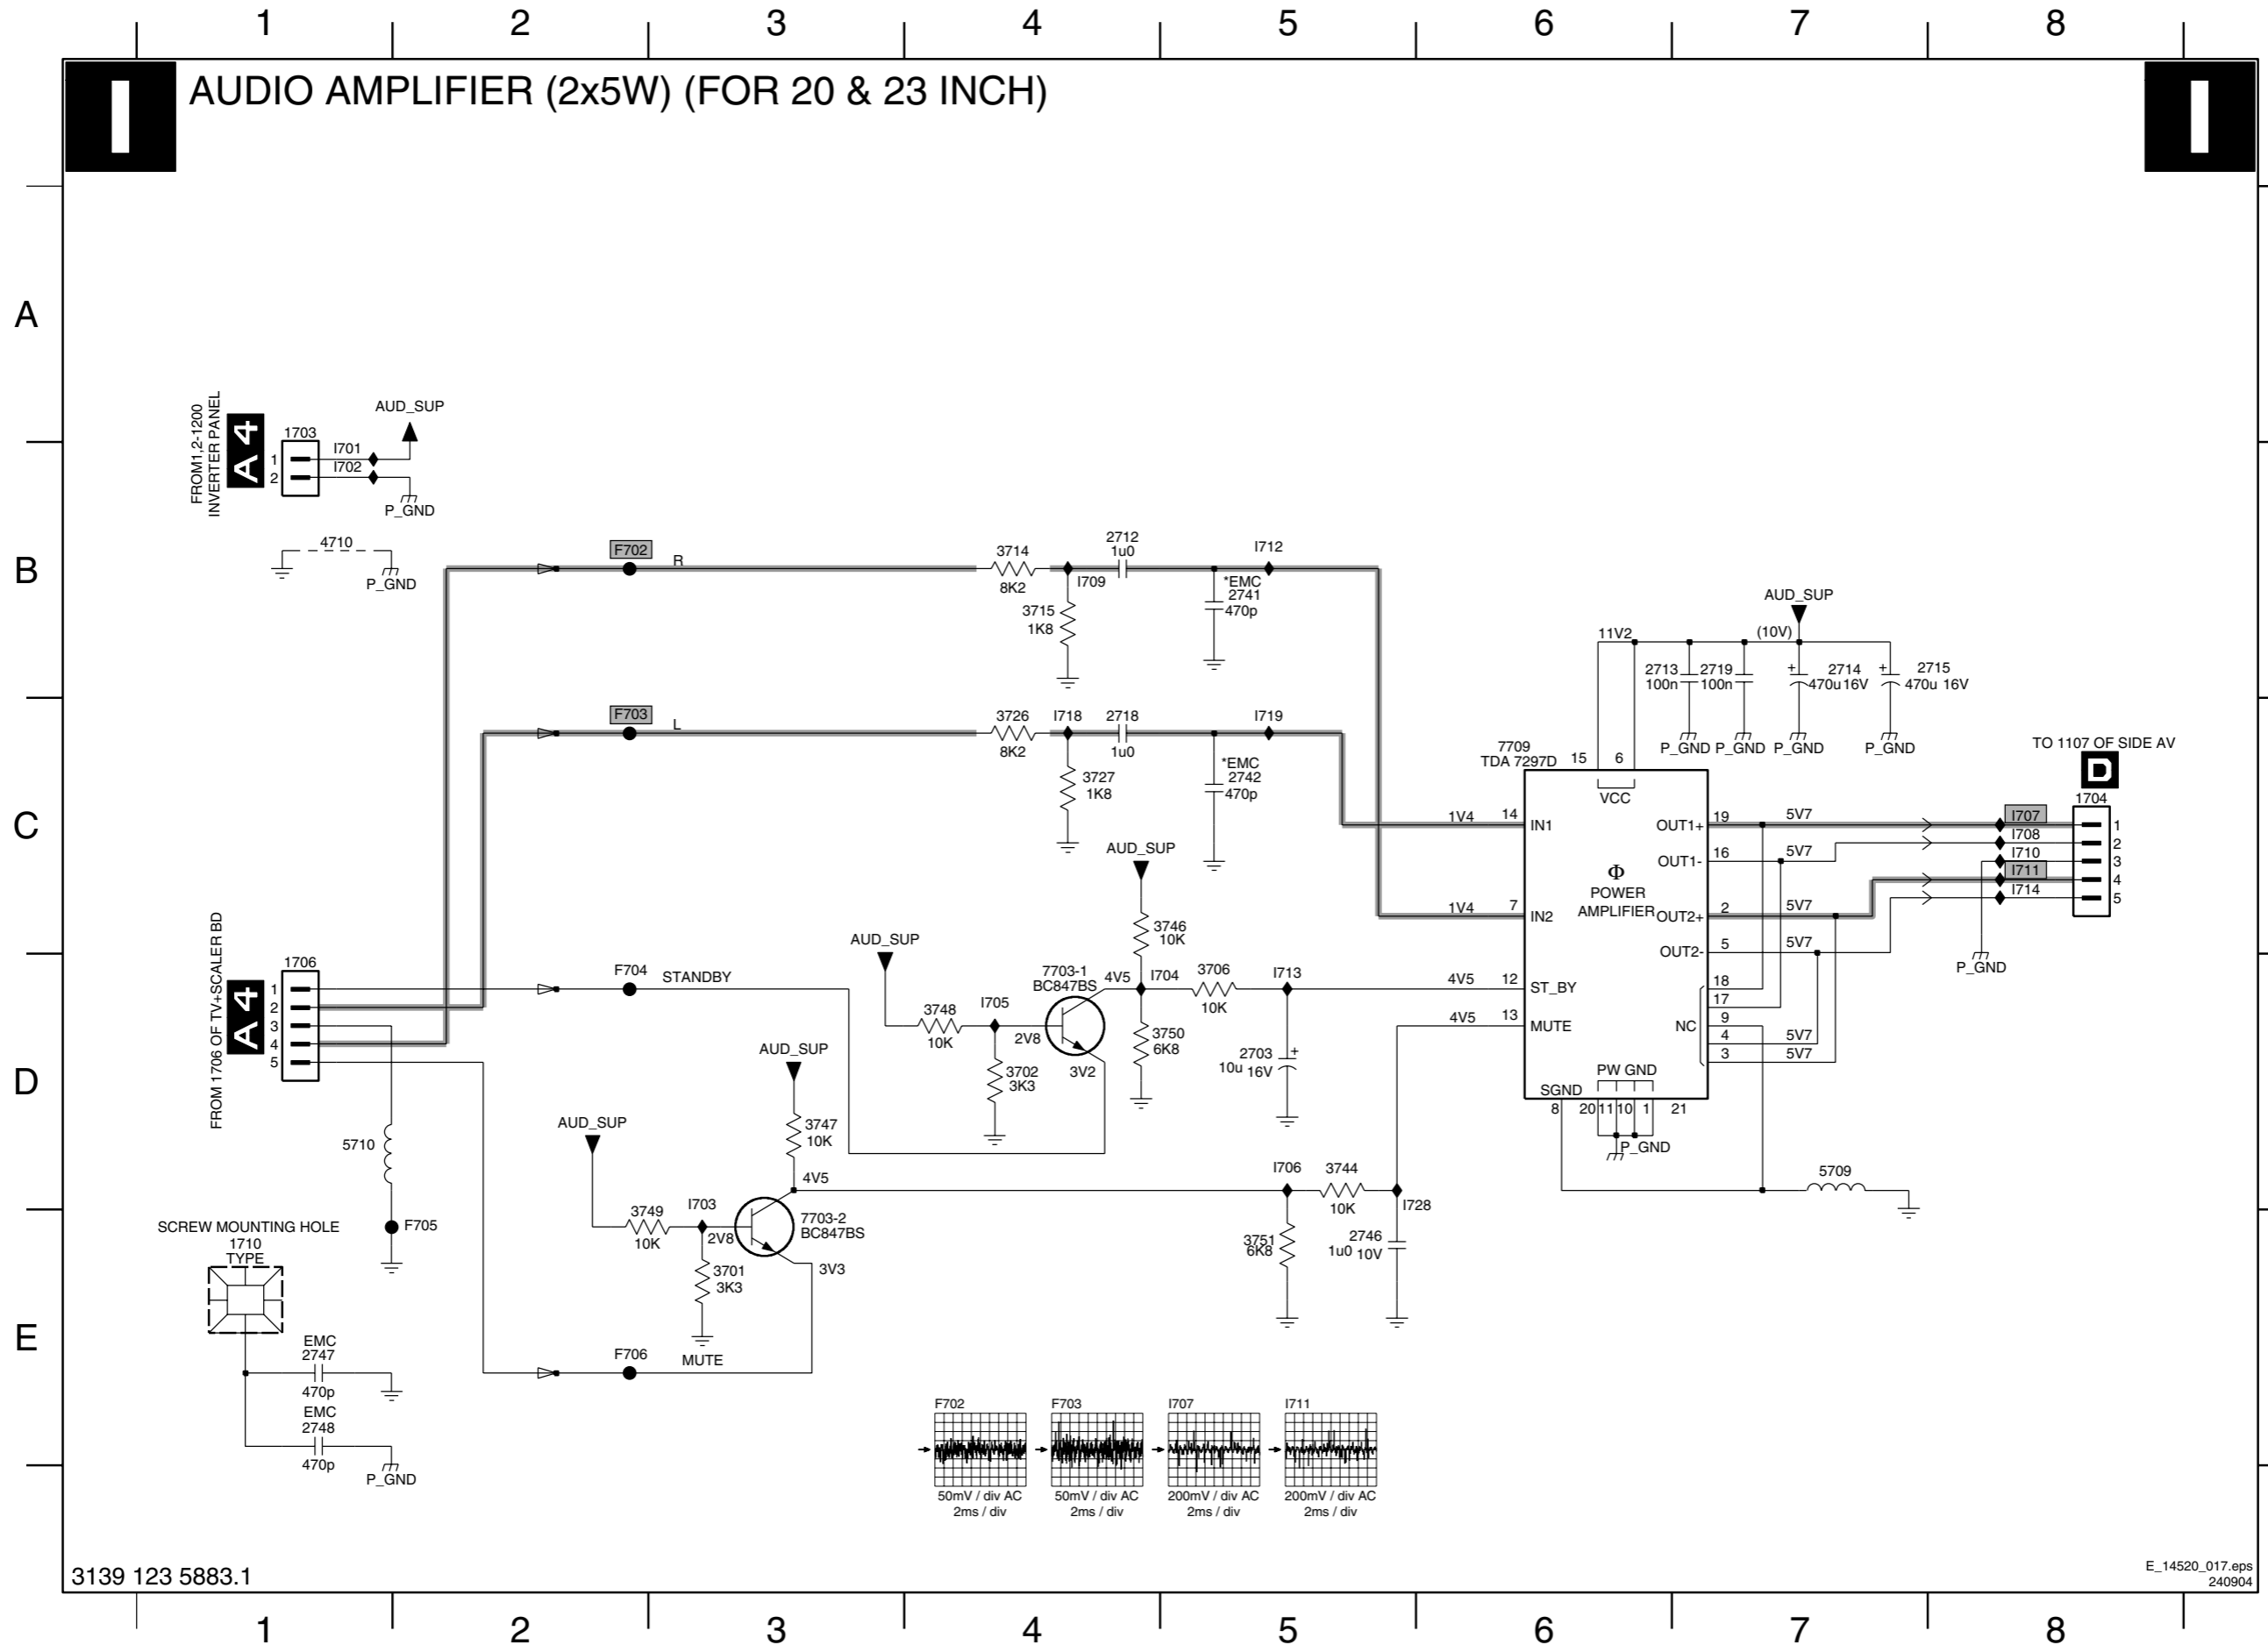 1 2 3 4 5 6 7 8
I AUDIO AMPLIFIER (2x5W) (FOR 20 & 23 INCH) I
A
B
C
D
E
FROM1,2-1200
INVERTER PANEL
A 4
1703
1
2
I701
I702
AUD_SUP
P_GND
4710
P_GND
F702
R
3714
8K2
I709
2712
1u0
3715
1K8
*EMC
2741
470p
I712
F703
L
3726
8K2
I718
2718
1u0
3727
1K8
*EMC
2742
470p
I719
AUD_SUP
11V2
(10V)
2713
100n
2719
100n
+
2714
470u 16V
+
2715
470u 16V
P_GND P_GND P_GND P_GND
7709
TDA 7297D
15
6
VCC
1V4 14 IN1
1V4 7 IN2
4V5 12 ST_BY
4V5 13 MUTE
Φ
POWER
AMPLIFIER
OUT1+ 19 5V7
OUT1- 16 5V7
OUT2+ 2 5V7
OUT2- 5 5V7
18
17
NC 9
4 5V7
3 5V7
PW GND
SGND
8 20 11 10 1 21
P_GND
5709
TO 1107 OF SIDE AV
D
1704
I707 1
I708 2
I710 3
I711 4
I714 5
P_GND
FROM 1706 OF TV+SCALER BD
A 4
1706
1
2
3
4
5
F704
STANDBY
AUD_SUP
3748
10K
I705
2V8
3702
3K3
7703-1
BC847BS
3V2
4V5
AUD_SUP
3746
10K
I704
3750
6K8
3706
10K
I713
2703
10u 16V
+
5710
F705
AUD_SUP
3749
10K
I703
2V8
3701
3K3
AUD_SUP
3747
10K
4V5
7703-2
BC847BS
3V3
I706
3744
10K
I728
3751
6K8
2746
1u0 10V
F706
MUTE
SCREW MOUNTING HOLE
1710
TYPE
EMC
2747
470p
EMC
2748
470p
P_GND
F702
50mV / div AC
2ms / div
F703
50mV / div AC
2ms / div
I707
200mV / div AC
2ms / div
I711
200mV / div AC
2ms / div
3139 123 5883.1
E_14520_017.eps
240904
1 2 3 4 5 6 7 8